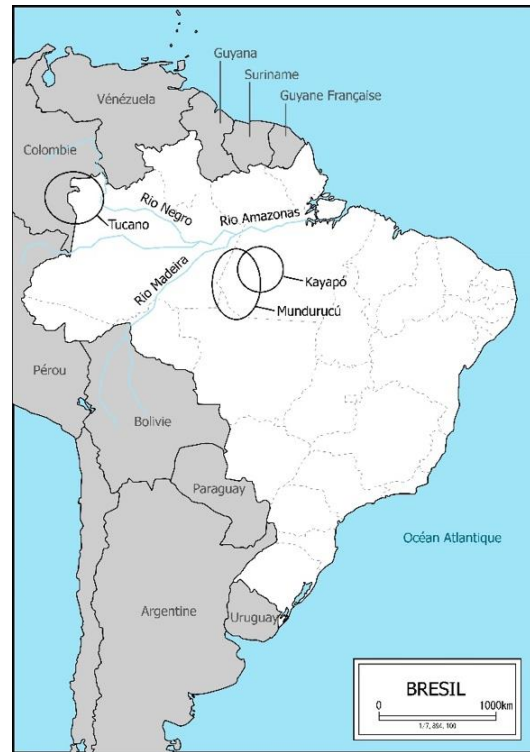 Guyana
Suriname
Guyane Française
Vénézuela
Colombie
Rio Negro
Rio Amazonas
Tucano
Rio Madeira
Kayapó
Mundurucú
Pérou
Bolivie
Paraguay
Océan Atlantique
Argentine
Uruguay
BRESIL
0 1000km